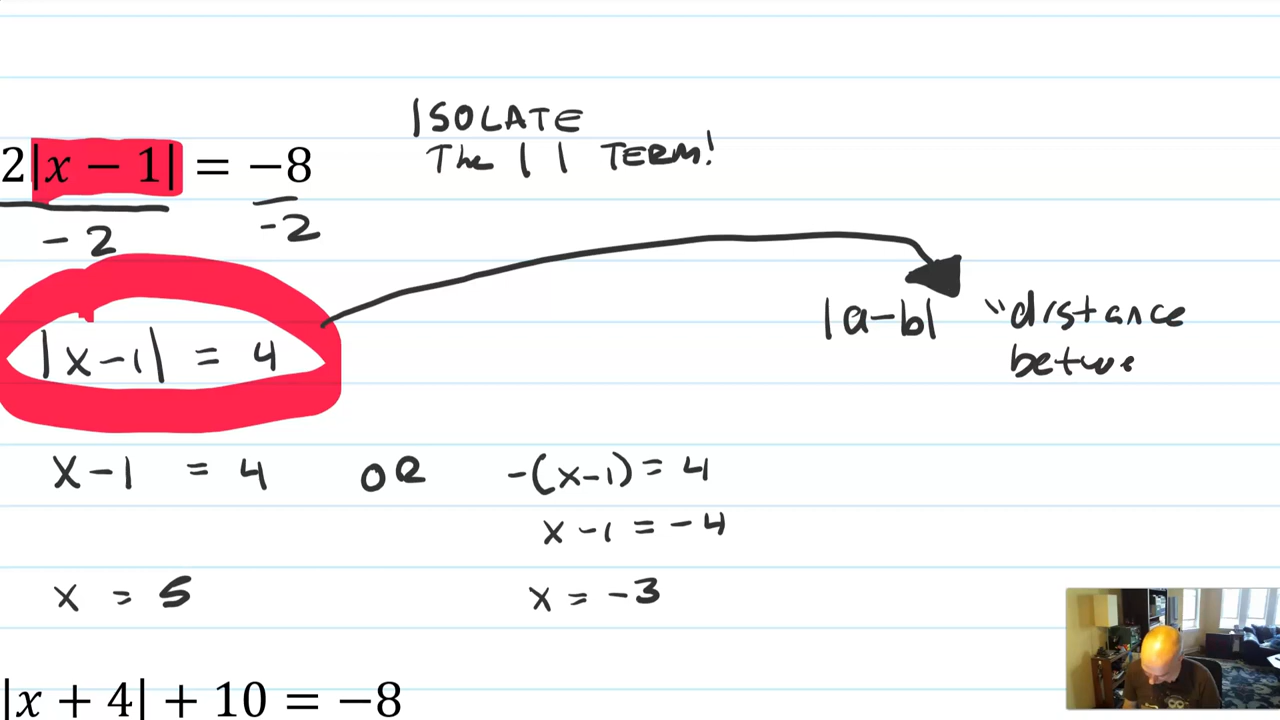 ISOLATE
The | | TERM!
2|x − 1| = −8
-2 -2
|a-b| "distance
betwe
|x-1| = 4
x-1 = 4 OR -(x-1) = 4
x -1 = -4
x = 5 x = -3
|x + 4| + 10 = −8